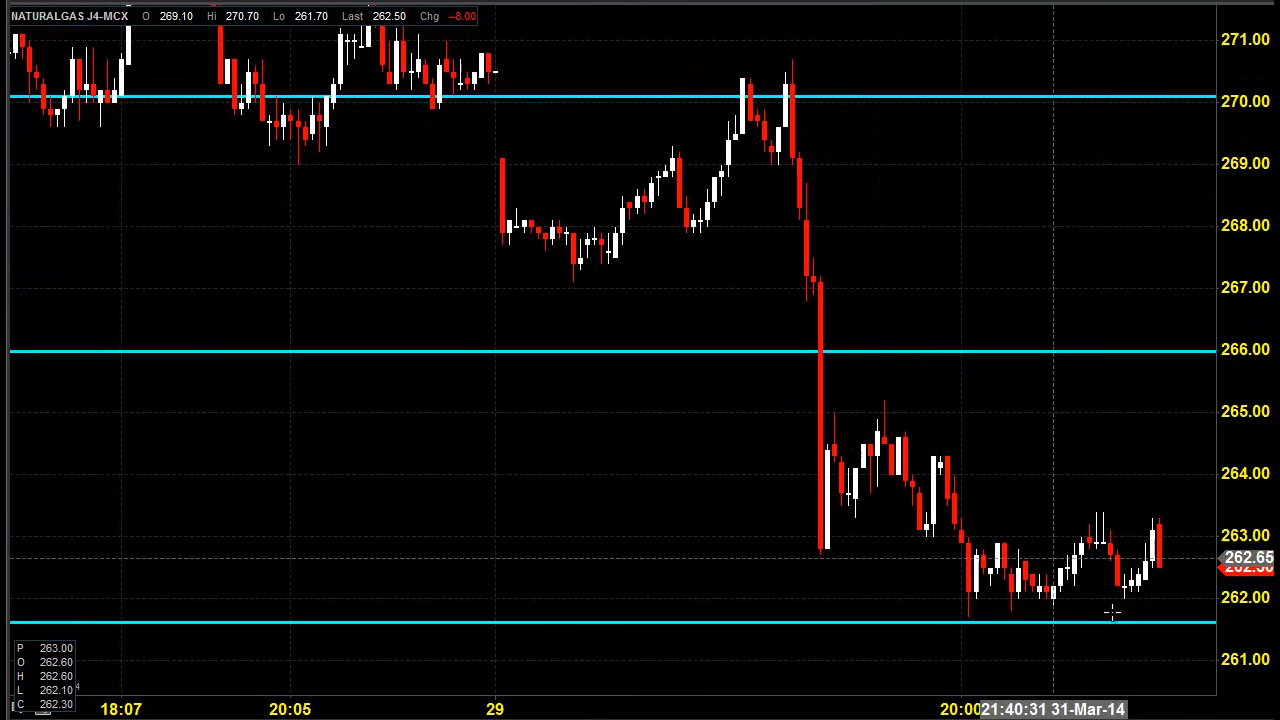 NATURALGAS J4-MCX O 269.10 Hi 270.70 Lo 261.70 Last 262.50 Chg -8.00
271.00
270.00
269.00
268.00
267.00
266.00
265.00
264.00
263.00
262.65
262.00
261.00
P 263.00
O 262.60
H 262.60
L 262.10
C 262.30
18:07 20:05 29 20:00 21:40:31 31-Mar-14